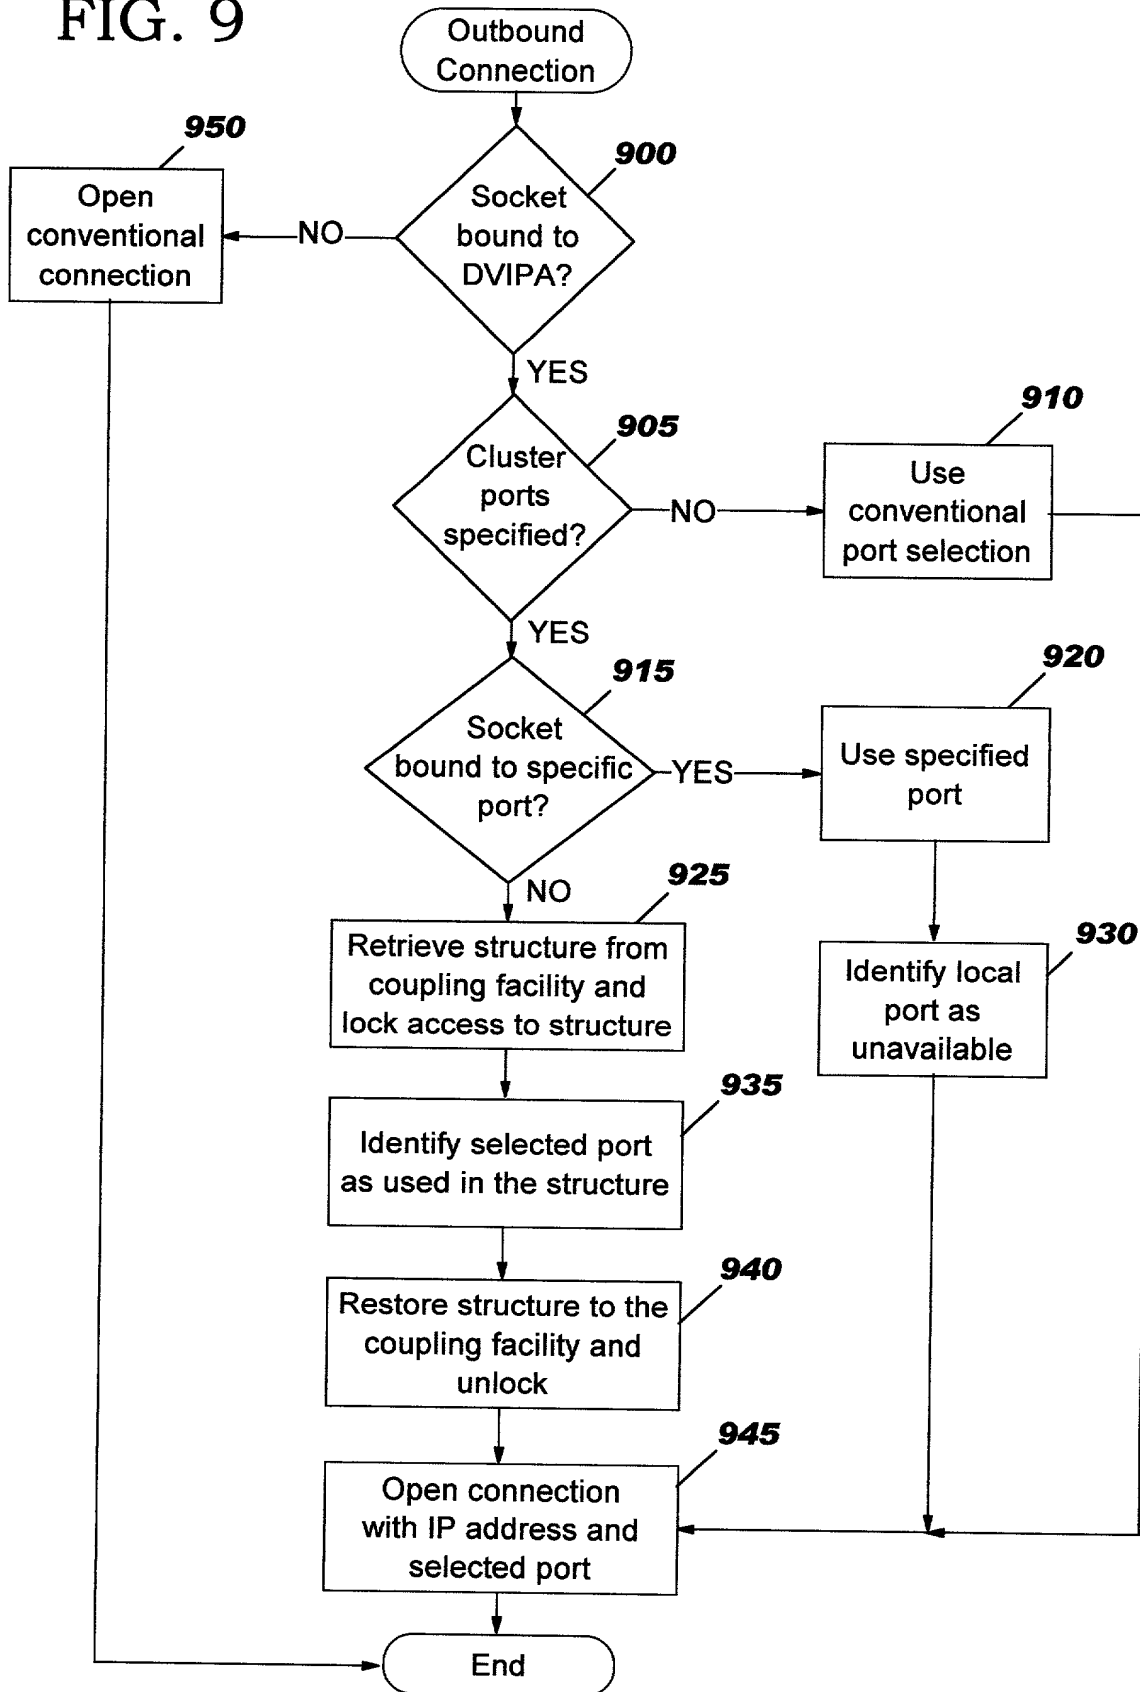 FIG. 9
Outbound
Connection
950
900
Open
conventional
connection
NO
Socket
bound to
DVIPA?
YES
905
910
Cluster
ports
specified?
NO
Use
conventional
port selection
YES
915
920
Socket
bound to specific
port?
YES
Use specified
port
NO
925
930
Retrieve structure from
coupling facility and
lock access to structure
Identify local
port as
unavailable
935
Identify selected port
as used in the structure
940
Restore structure to the
coupling facility and
unlock
945
Open connection
with IP address and
selected port
End